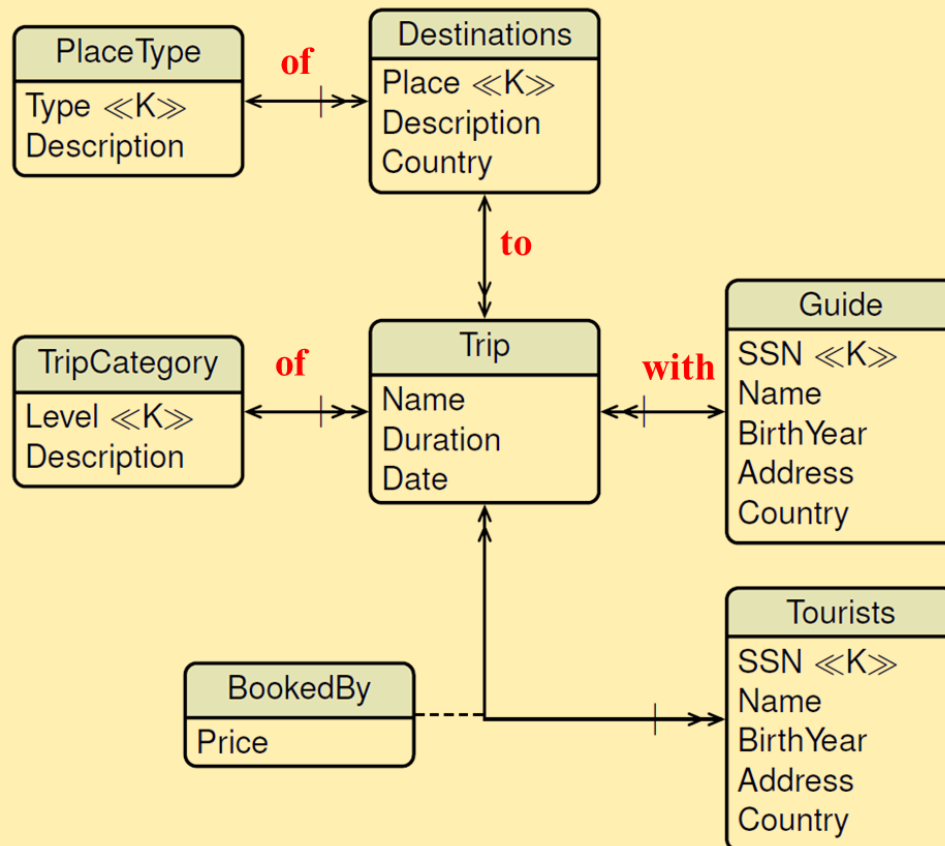 PlaceType
Type ≪K≫
Description
of
Destinations
Place ≪K≫
Description
Country
to
TripCategory
Level ≪K≫
Description
of
Trip
Name
Duration
Date
with
Guide
SSN ≪K≫
Name
BirthYear
Address
Country
BookedBy
Price
Tourists
SSN ≪K≫
Name
BirthYear
Address
Country